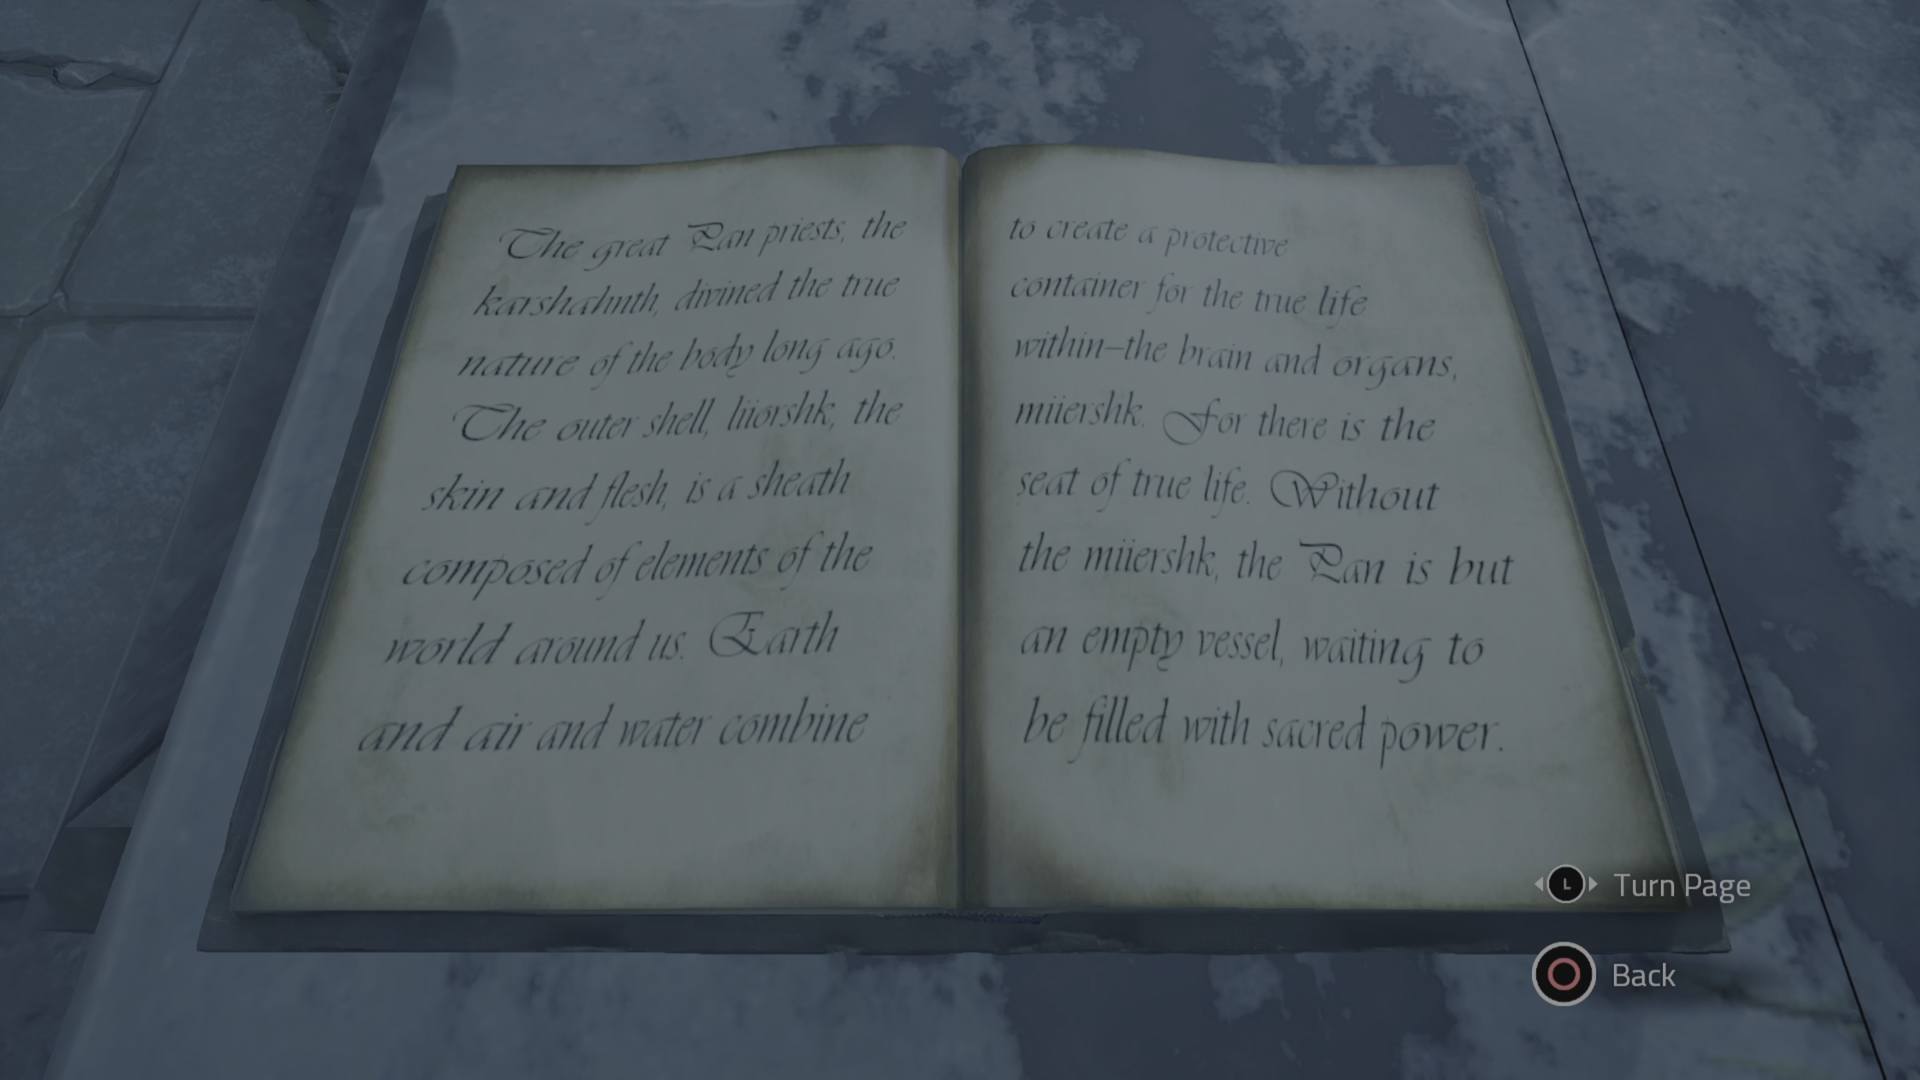 The great Pan priests, the
karshahnth, divined the true
nature of the body long ago.
The outer shell, liiorshk, the
skin and flesh, is a sheath
composed of elements of the
world around us. Earth
and air and water combine
to create a protective
container for the true life
within—the brain and organs,
miiershk. For there is the
seat of true life. Without
the miiershk, the Pan is but
an empty vessel, waiting to
be filled with sacred power.
L Turn Page
Back